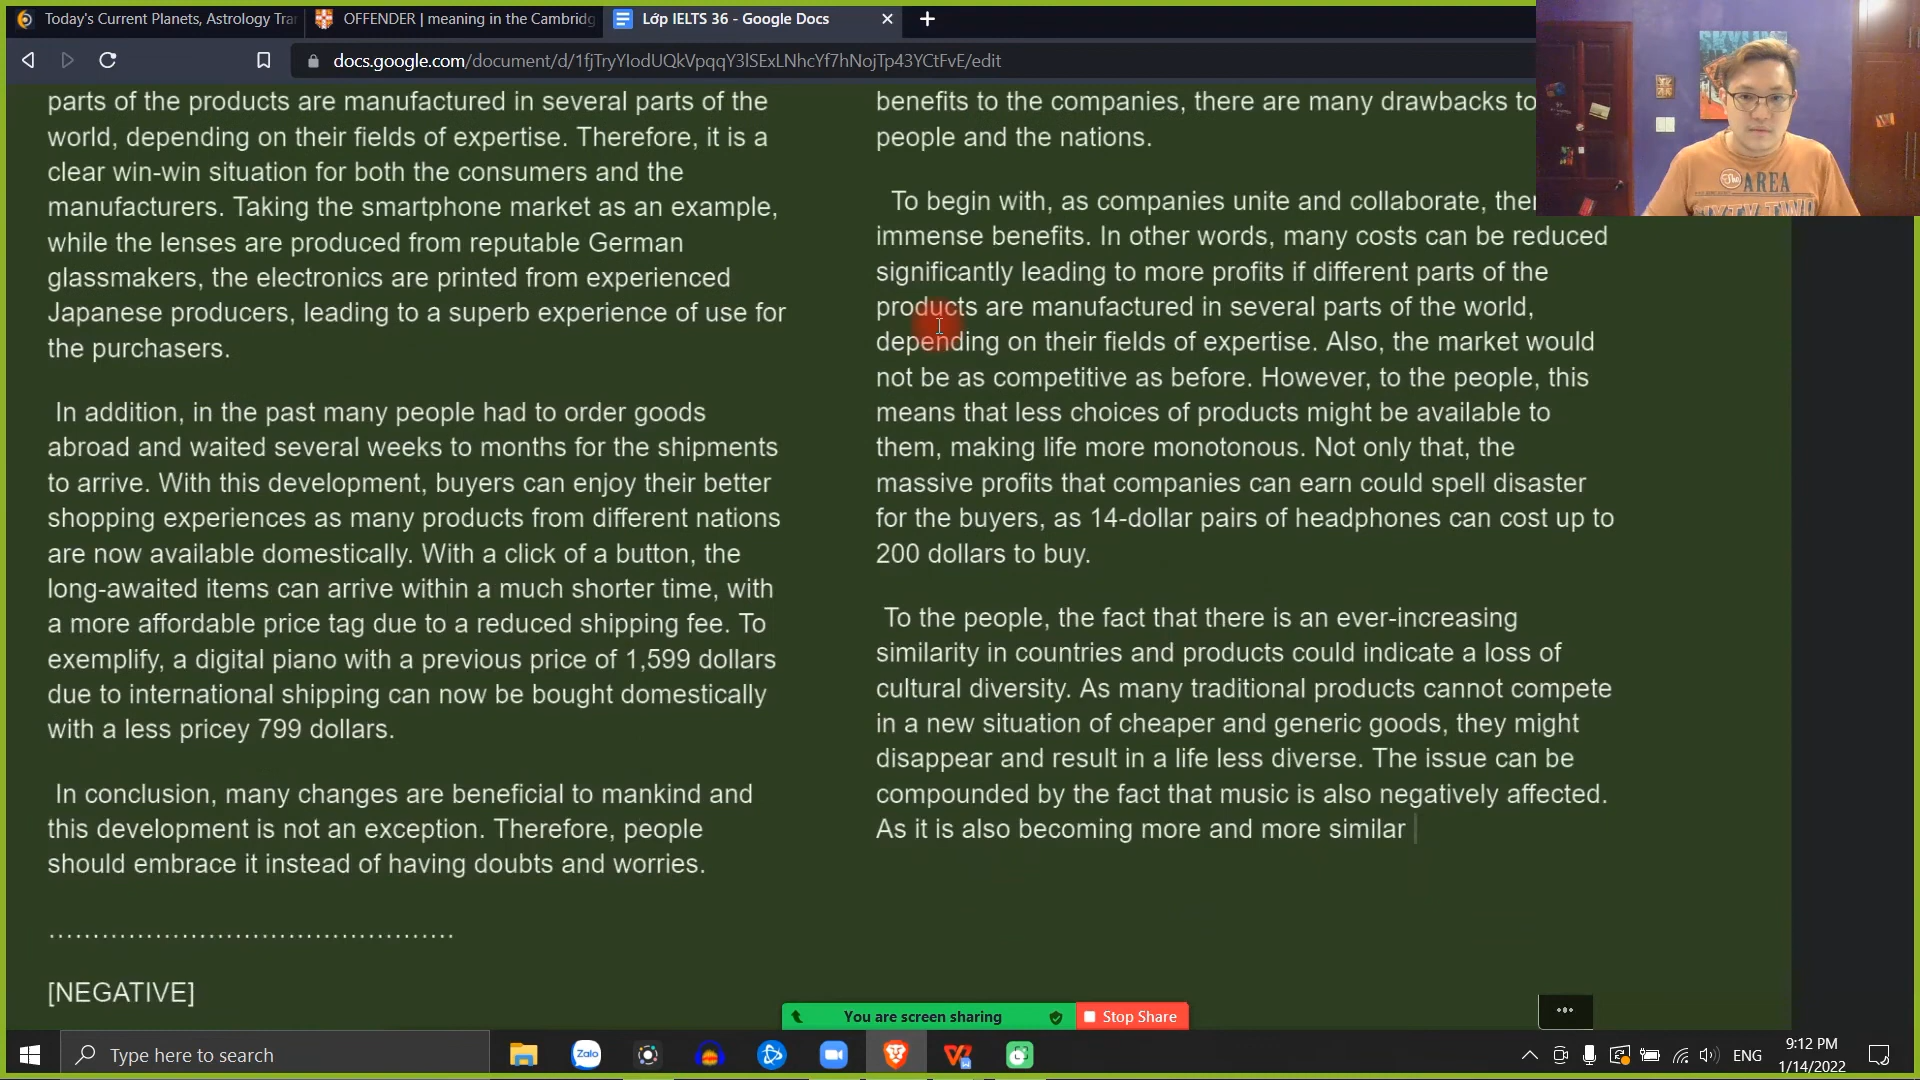 Today's Current Planets, Astrology Tra
OFFENDER | meaning in the Cambridg
Lớp IELTS 36 - Google Docs
docs.google.com/document/d/1fjTryYIodUQkVpqqY3lSExLNhcYf7hNojTp43YCtFvE/edit
parts of the products are manufactured in several parts of the
world, depending on their fields of expertise. Therefore, it is a
clear win-win situation for both the consumers and the
manufacturers. Taking the smartphone market as an example,
while the lenses are produced from reputable German
glassmakers, the electronics are printed from experienced
Japanese producers, leading to a superb experience of use for
the purchasers.
In addition, in the past many people had to order goods
abroad and waited several weeks to months for the shipments
to arrive. With this development, buyers can enjoy their better
shopping experiences as many products from different nations
are now available domestically. With a click of a button, the
long-awaited items can arrive within a much shorter time, with
a more affordable price tag due to a reduced shipping fee. To
exemplify, a digital piano with a previous price of 1,599 dollars
due to international shipping can now be bought domestically
with a less pricey 799 dollars.
In conclusion, many changes are beneficial to mankind and
this development is not an exception. Therefore, people
should embrace it instead of having doubts and worries.
…………………………………………
[NEGATIVE]
benefits to the companies, there are many drawbacks to
people and the nations.
To begin with, as companies unite and collaborate, ther
immense benefits. In other words, many costs can be reduced
significantly leading to more profits if different parts of the
products are manufactured in several parts of the world,
depending on their fields of expertise. Also, the market would
not be as competitive as before. However, to the people, this
means that less choices of products might be available to
them, making life more monotonous. Not only that, the
massive profits that companies can earn could spell disaster
for the buyers, as 14-dollar pairs of headphones can cost up to
200 dollars to buy.
To the people, the fact that there is an ever-increasing
similarity in countries and products could indicate a loss of
cultural diversity. As many traditional products cannot compete
in a new situation of cheaper and generic goods, they might
disappear and result in a life less diverse. The issue can be
compounded by the fact that music is also negatively affected.
As it is also becoming more and more similar
AREA
SIXTY TWO
You are screen sharing
Stop Share
Type here to search
Zalo
ENG
9:12 PM
1/14/2022